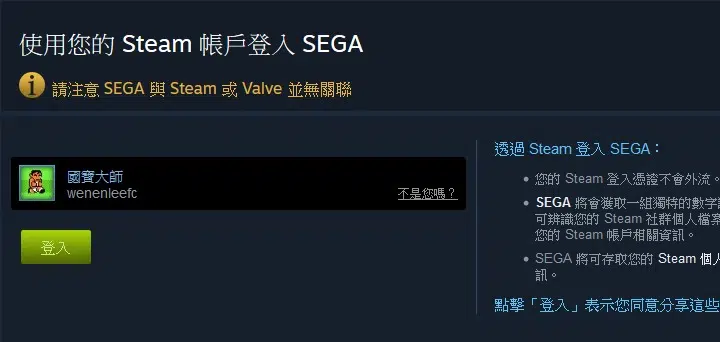 使用您的 Steam 帳戶登入 SEGA
請注意 SEGA 與 Steam 或 Valve 並無關聯
國寶大師
wenenleefc
不是您嗎？
登入
透過 Steam 登入 SEGA：
您的 Steam 登入憑證不會外流。
SEGA 將會獲取一組獨特的數字
可辨識您的 Steam 社群個人檔案
您的 Steam 帳戶相關資訊。
SEGA 將可存取您的 Steam 個人
訊。
點擊「登入」表示您同意分享這些